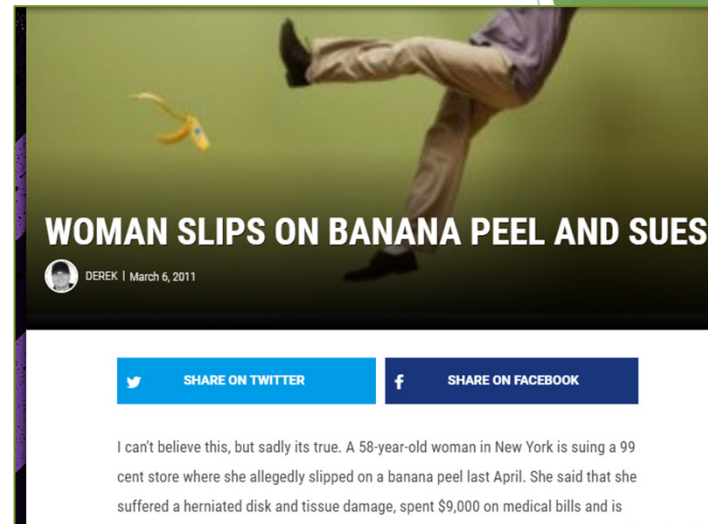 WOMAN SLIPS ON BANANA PEEL AND SUES
DEREK | March 6, 2011
SHARE ON TWITTER
SHARE ON FACEBOOK
I can't believe this, but sadly its true. A 58-year-old woman in New York is suing a 99
cent store where she allegedly slipped on a banana peel last April. She said that she
suffered a herniated disk and tissue damage, spent $9,000 on medical bills and is